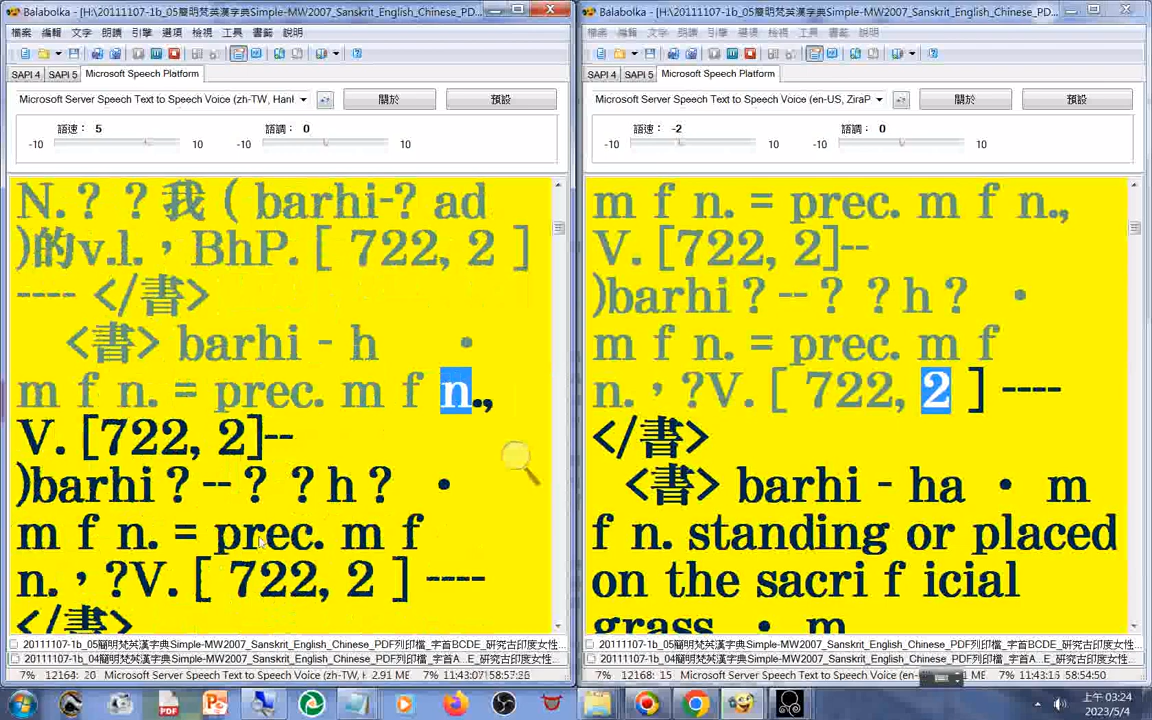 Balabolka - [H:\20111107-1b_05簡明梵英漢字典Simple-MW2007_Sanskrit_English_Chinese_PD...
檔案 編輯 文字 朗讀 引擎 選項 檢視 工具 書籤 說明
SAPI 4 SAPI 5 Microsoft Speech Platform
Microsoft Server Speech Text to Speech Voice (zh-TW, Hanl
關於 預設
語速: 5 語調: 0
-10 10 -10 10
N. ? ? 我 ( barhi-? ad
)的v.l.，BhP. [ 722, 2 ]
---- </書>
<書> barhi - h •
m f n. = prec. m f n.,
V. [722, 2]--
)barhi ? -- ? ? h ? •
m f n. = prec. m f
n.，?V. [ 722, 2 ] ----
</書>
20111107-1b_05簡明梵英漢字典Simple-MW2007_Sanskrit_English_Chinese_PDF列印檔_字首BCDE_研究古印度女性...
20111107-1b_04簡明梵英漢字典Simple-MW2007_Sanskrit_English_Chinese_PDF列印檔_字首A...E_研究古印度女性...
7% 12164: 20 Microsoft Server Speech Text to Speech Voice (zh-TW, H 2.91 ME 7% 11:43:07/
Balabolka - [H:\20111107-1b_05簡明梵英漢字典Simple-MW2007_Sanskrit_English_Chinese_PD...
檔案 編輯 文字 朗讀 引擎 選項 檢視 工具 書籤 說明
SAPI 4 SAPI 5 Microsoft Speech Platform
Microsoft Server Speech Text to Speech Voice (en-US, ZiraP
關於 預設
語速: -2 語調: 0
-10 10 -10 10
m f n. = prec. m f n.,
V. [722, 2]--
)barhi ? -- ? ? h ? •
m f n. = prec. m f
n.，?V. [ 722, 2 ] ----
</書>
<書> barhi - ha • m
f n. standing or placed
on the sacri f icial
grass • m
20111107-1b_05簡明梵英漢字典Simple-MW2007_Sanskrit_English_Chinese_PDF列印檔_字首BCDE_研究古印度女性...
20111107-1b_04簡明梵英漢字典Simple-MW2007_Sanskrit_English_Chinese_PDF列印檔_字首A...E_研究古印度女性...
7% 12168: 15 Microsoft Server Speech Text to Speech Voice (en-U ME 7% 11:43:15/58:54:50
上午 03:24
2023/5/4